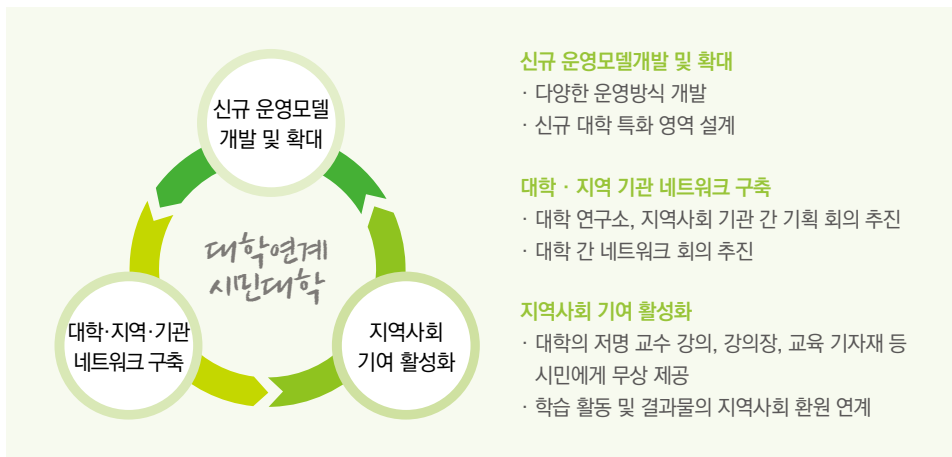 신규 운영모델
개발 및 확대
대학연계
시민대학
대학·지역·기관
네트워크 구축
지역사회
기여 활성화
신규 운영모델개발 및 확대
· 다양한 운영방식 개발
· 신규 대학 특화 영역 설계
대학 · 지역 기관 네트워크 구축
· 대학 연구소, 지역사회 기관 간 기획 회의 추진
· 대학 간 네트워크 회의 추진
지역사회 기여 활성화
· 대학의 저명 교수 강의, 강의장, 교육 기자재 등
시민에게 무상 제공
· 학습 활동 및 결과물의 지역사회 환원 연계